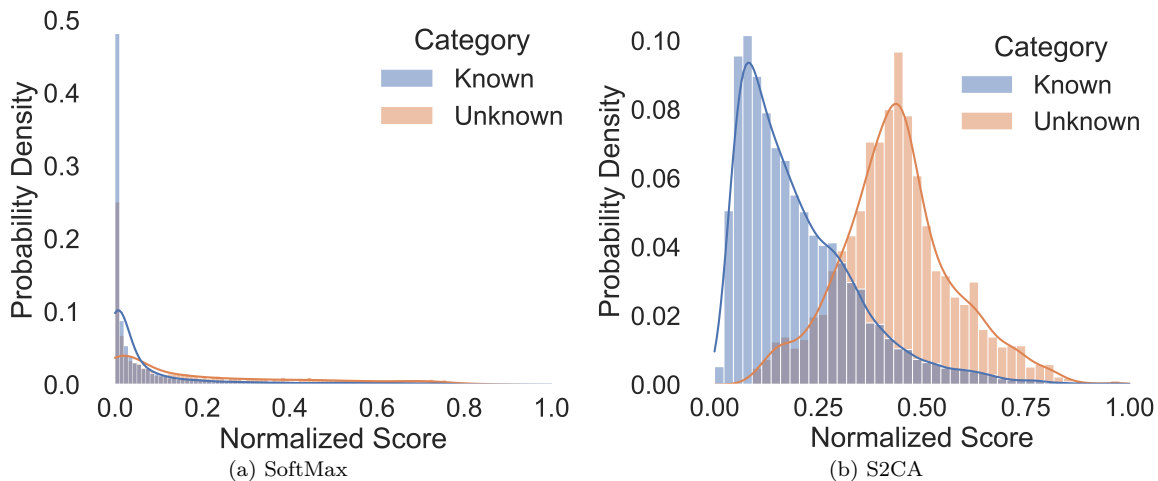 0.5
0.4
0.3
0.2
0.1
0.0
Probability Density
Category
Known
Unknown
0.0 0.2 0.4 0.6 0.8 1.0
Normalized Score
(a) SoftMax
0.10
0.08
0.06
0.04
0.02
0.00
Probability Density
Category
Known
Unknown
0.00 0.25 0.50 0.75 1.00
Normalized Score
(b) S2CA